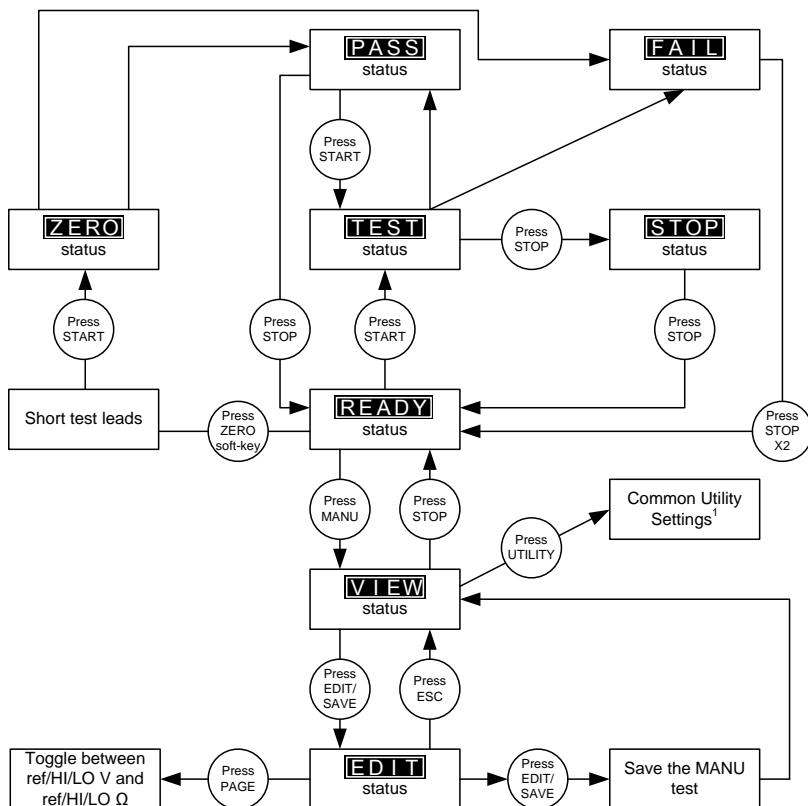 PASS
status
FAIL
status
Press
START
ZERO
status
TEST
status
Press
STOP
STOP
status
Press
START
Press
STOP
Press
START
Press
STOP
Short test leads
Press
ZERO
soft-key
READY
status
Press
STOP
X2
Press
MANU
Press
STOP
Press
UTILITY
Common Utility
Settings¹
VIEW
status
Press
EDIT/
SAVE
Press
ESC
Toggle between
ref/HI/LO V and
ref/HI/LO Ω
Press
PAGE
EDIT
status
Press
EDIT/
SAVE
Save the MANU
test